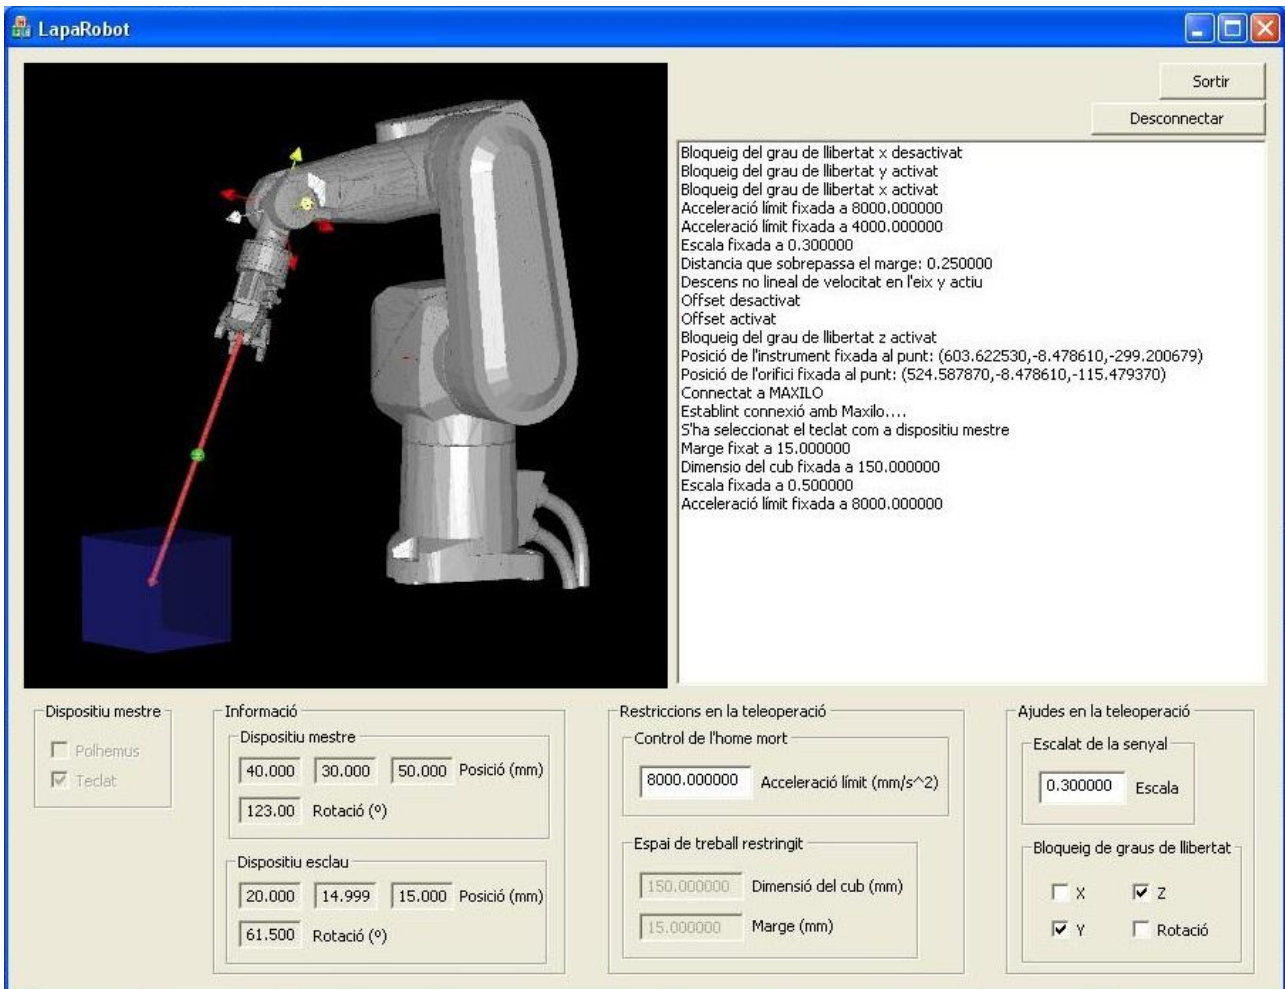 LapaRobot
Sortir
Desconnectar
Bloqueig del grau de llibertat x desactivat
Bloqueig del grau de llibertat y activat
Bloqueig del grau de llibertat x activat
Acceleració límit fixada a 8000.000000
Acceleració límit fixada a 4000.000000
Escala fixada a 0.300000
Distancia que sobrepassa el marge: 0.250000
Descens no lineal de velocitat en l'eix y actiu
Offset desactivat
Offset activat
Bloqueig del grau de llibertat z activat
Posició de l'instrument fixada al punt: (603.622530,-8.478610,-299.200679)
Posició de l'orifici fixada al punt: (524.587870,-8.478610,-115.479370)
Connectat a MAXILO
Establint connexió amb Maxilo....
S'ha seleccionat el teclat com a dispositiu mestre
Marge fixat a 15.000000
Dimensio del cub fixada a 150.000000
Escala fixada a 0.500000
Acceleració límit fixada a 8000.000000
Dispositiu mestre
Polhemus
Teclat
Informació
Dispositiu mestre
40.000 30.000 50.000 Posició (mm)
123.00 Rotació (º)
Dispositiu esclau
20.000 14.999 15.000 Posició (mm)
61.500 Rotació (º)
Restriccions en la teleoperació
Control de l'home mort
8000.000000 Acceleració límit (mm/s^2)
Espai de treball restringit
150.000000 Dimensió del cub (mm)
15.000000 Marge (mm)
Ajudes en la teleoperació
Escalat de la senyal
0.300000 Escala
Bloqueig de graus de llibertat
X Z
Y Rotació